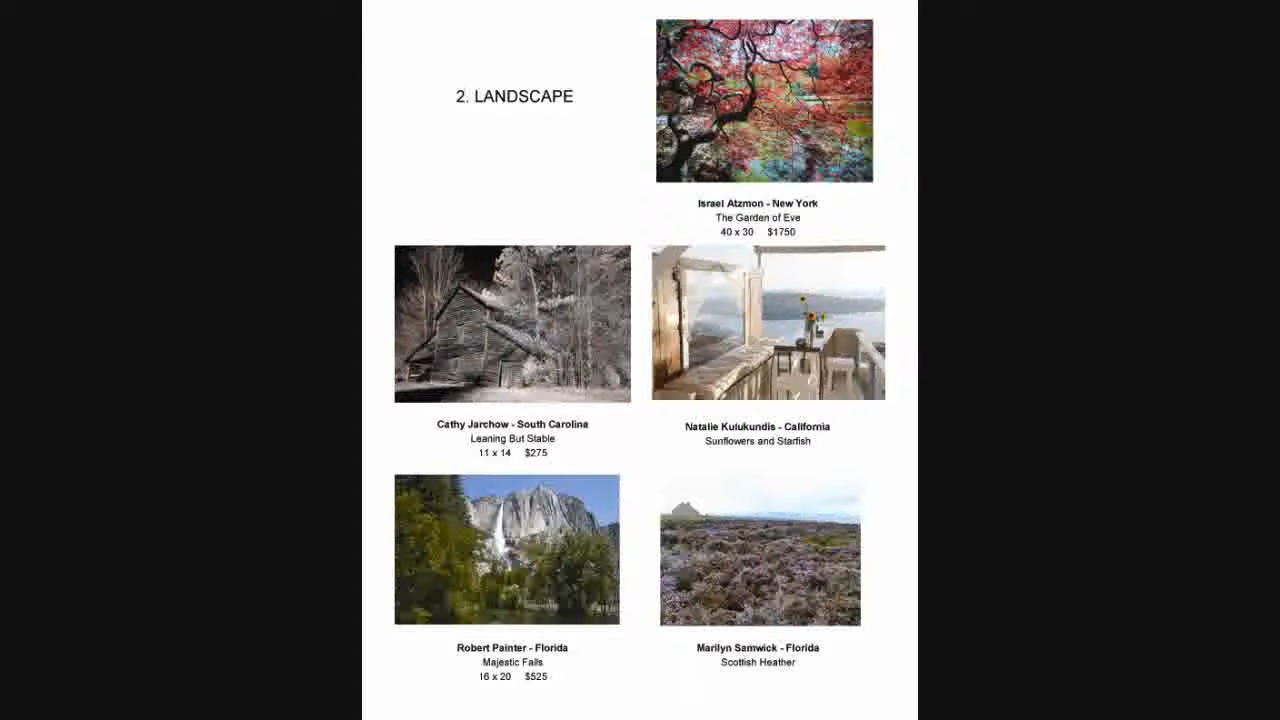 2. LANDSCAPE
Israel Atzmon - New York
The Garden of Eve
40 x 30 $1750
Cathy Jarchow - South Carolina
Leaning But Stable
11 x 14 $275
Natalie Kulukundis - California
Sunflowers and Starfish
Robert Painter - Florida
Majestic Falls
16 x 20 $525
Marilyn Samwick - Florida
Scottish Heather